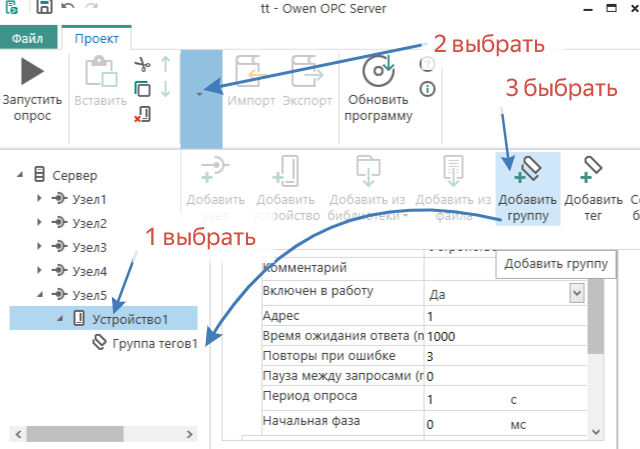 tt - Owen OPC Server
Файл
Проект
2 выбрать
Запустить опрос
Вставить
Импорт
Экспорт
Обновить программу
3 быбрать
Сервер
Узел1
Узел2
Узел3
Узел4
Узел5
Устройство1
Группа тегов1
1 выбрать
Добавить узел
Добавить устройство
Добавить из библиотеки
Добавить из файла
Добавить группу
Добавить тег
Добавить группу
Комментарий
Включен в работу Да
Адрес 1
Время ожидания ответа (m 1000
Повторы при ошибке 3
Пауза между запросами (r 0
Период опроса 1 с
Начальная фаза 0 мс